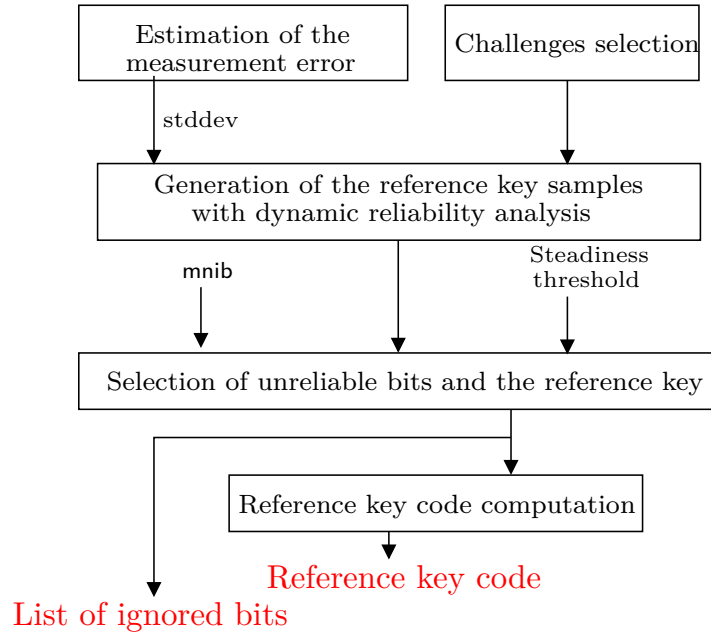 Estimation of the
measurement error
Challenges selection
stddev
Generation of the reference key samples
with dynamic reliability analysis
mnib
Steadiness
threshold
Selection of unreliable bits and the reference key
Reference key code computation
Reference key code
List of ignored bits